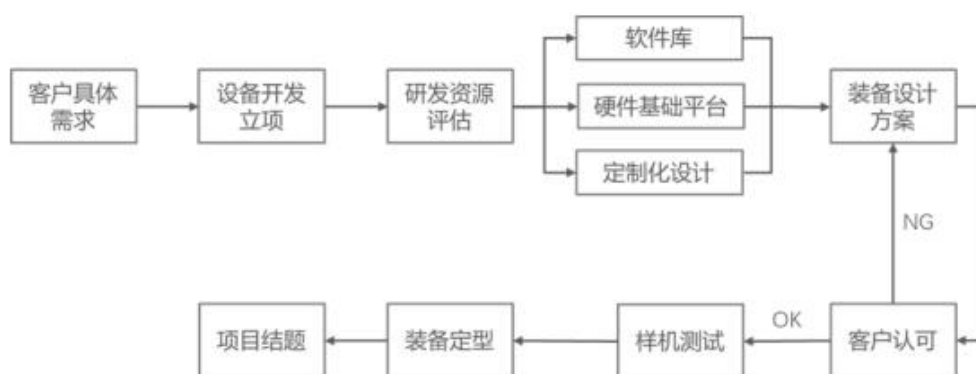 客户具体
需求
设备开发
立项
研发资源
评估
软件库
硬件基础平台
定制化设计
装备设计
方案
NG
客户认可
OK
样机测试
装备定型
项目结题